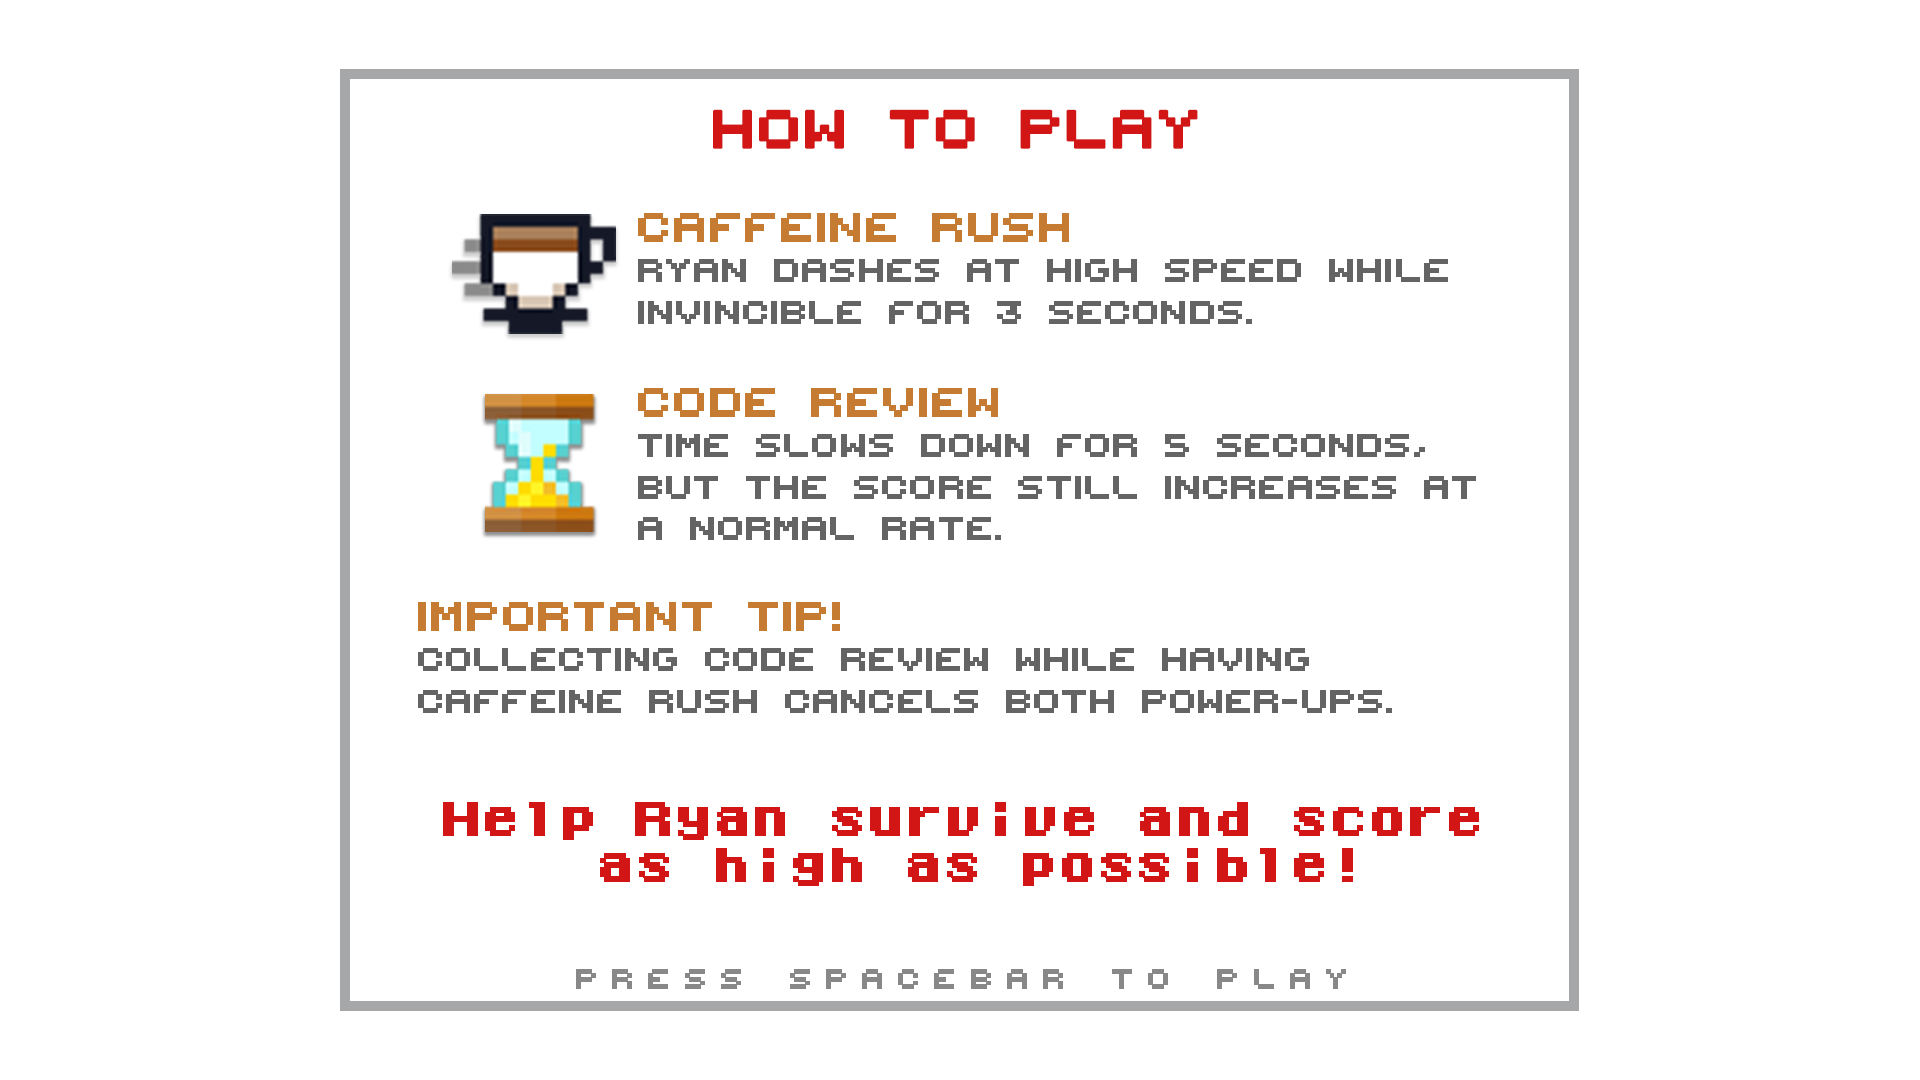 HOW TO PLAY
CAFFEINE RUSH
RYAN DASHES AT HIGH SPEED WHILE
INVINCIBLE FOR 3 SECONDS.
CODE REVIEW
TIME SLOWS DOWN FOR 5 SECONDS,
BUT THE SCORE STILL INCREASES AT
A NORMAL RATE.
IMPORTANT TIP!
COLLECTING CODE REVIEW WHILE HAVING
CAFFEINE RUSH CANCELS BOTH POWER-UPS.
Help Ryan survive and score
as high as possible!
PRESS SPACEBAR TO PLAY